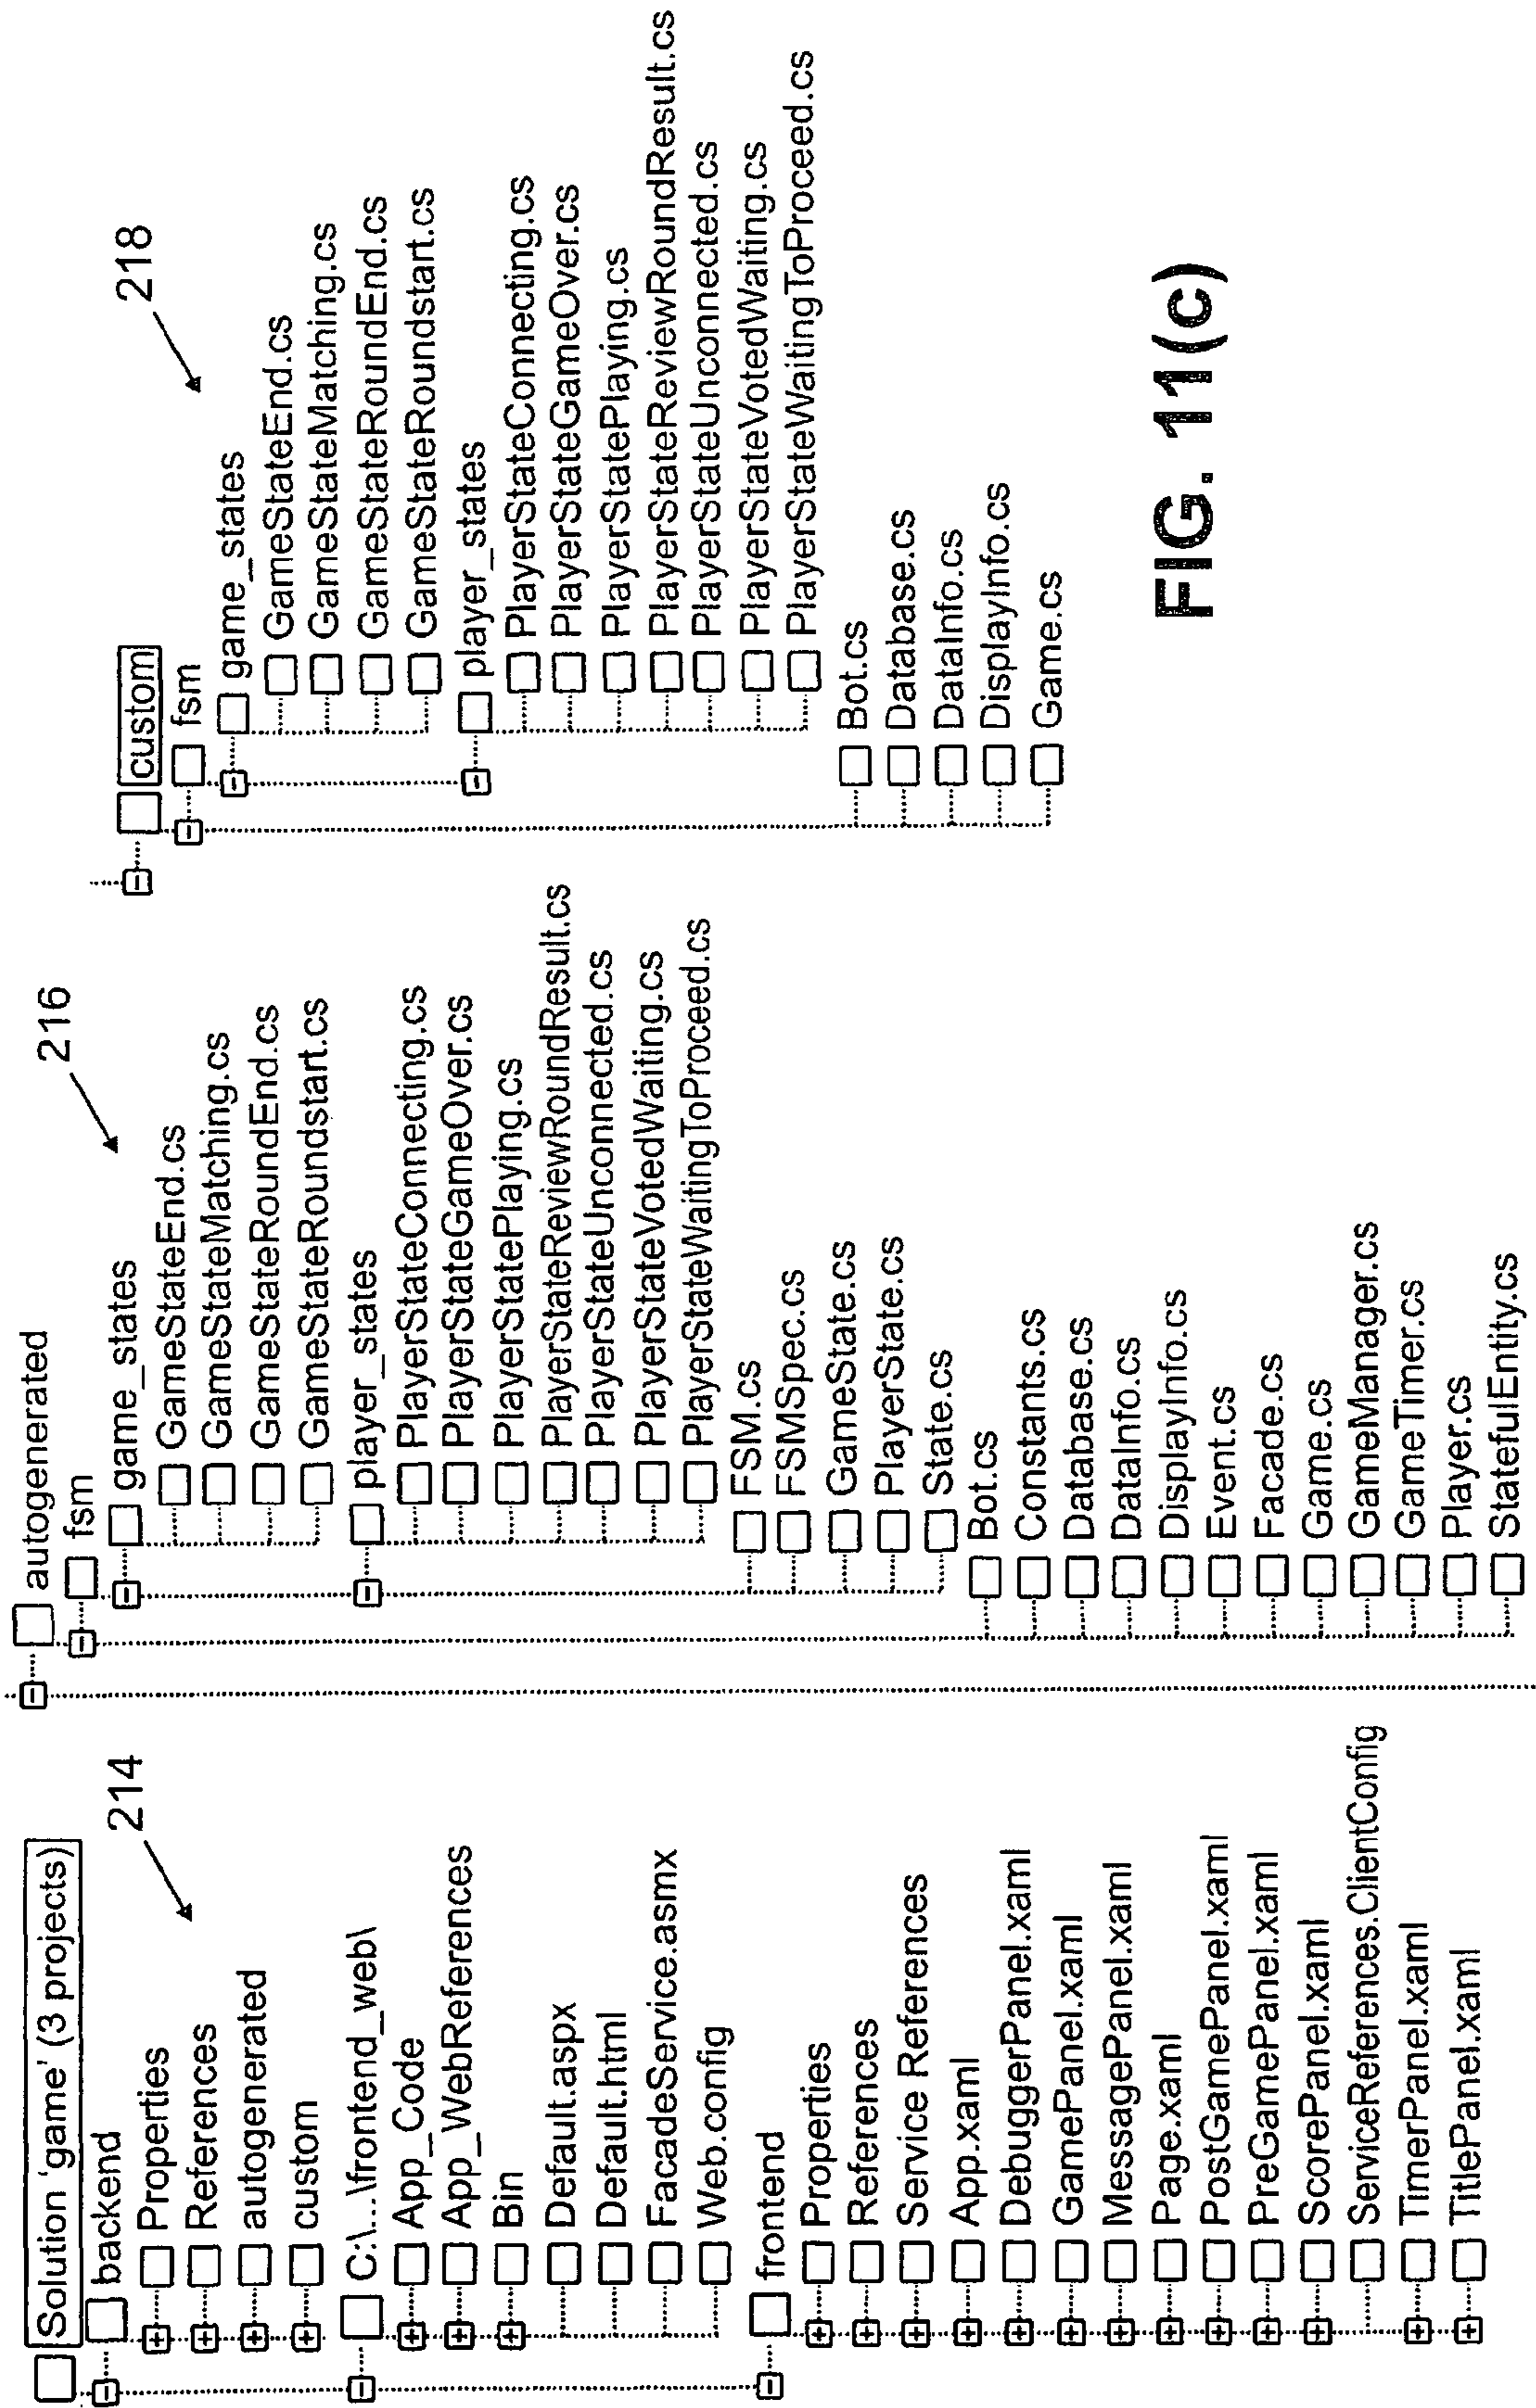 Solution 'game' (3 projects)
214
backend
Properties
References
autogenerated
custom
C:\...\frontend_web\
App_Code
App_WebReferences
Bin
Default.aspx
Default.html
FacadeService.asmx
Web.config
frontend
Properties
References
Service References
App.xaml
DebuggerPanel.xaml
GamePanel.xaml
MessagePanel.xaml
Page.xaml
PostGamePanel.xaml
PreGamePanel.xaml
ScorePanel.xaml
ServiceReferences.ClientConfig
TimerPanel.xaml
TitlePanel.xaml
autogenerated
216
fsm
game_states
GameStateEnd.cs
GameStateMatching.cs
GameStateRoundEnd.cs
GameStateRoundstart.cs
player_states
PlayerStateConnecting.cs
PlayerStateGameOver.cs
PlayerStatePlaying.cs
PlayerStateReviewRoundResult.cs
PlayerStateUnconnected.cs
PlayerStateVotedWaiting.cs
PlayerStateWaitingToProceed.cs
FSM.cs
FSMSpec.cs
GameState.cs
PlayerState.cs
State.cs
Bot.cs
Constants.cs
Database.cs
DataInfo.cs
DisplayInfo.cs
Event.cs
Facade.cs
Game.cs
GameManager.cs
GameTimer.cs
Player.cs
StatefulEntity.cs
custom
218
fsm
game_states
GameStateEnd.cs
GameStateMatching.cs
GameStateRoundEnd.cs
GameStateRoundstart.cs
player_states
PlayerStateConnecting.cs
PlayerStateGameOver.cs
PlayerStatePlaying.cs
PlayerStateReviewRoundResult.cs
PlayerStateUnconnected.cs
PlayerStateVotedWaiting.cs
PlayerStateWaitingToProceed.cs
Bot.cs
Database.cs
DataInfo.cs
DisplayInfo.cs
Game.cs
FIG. 11(c)